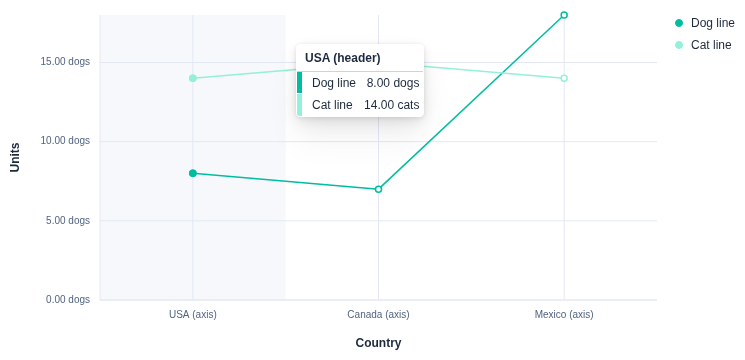 Dog line
Cat line
USA (header)
Dog line 8.00 dogs
Cat line 14.00 cats
15.00 dogs
10.00 dogs
5.00 dogs
0.00 dogs
Units
USA (axis)
Canada (axis)
Mexico (axis)
Country